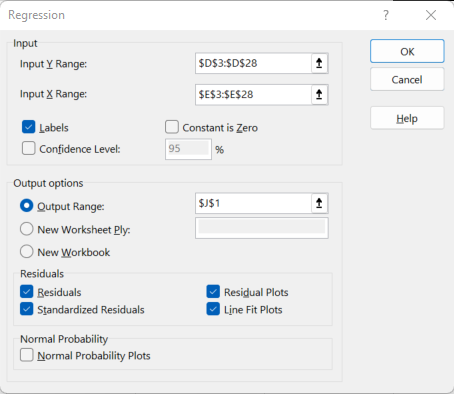 Regression
?
Input
OK
Input Y Range:
$D$3:$D$28
Cancel
Input X Range:
$E$3:$E$28
Help
Labels
Constant is Zero
Confidence Level:
95
%
Output options
Output Range:
$J$1
New Worksheet Ply:
New Workbook
Residuals
Residuals
Residual Plots
Standardized Residuals
Line Fit Plots
Normal Probability
Normal Probability Plots